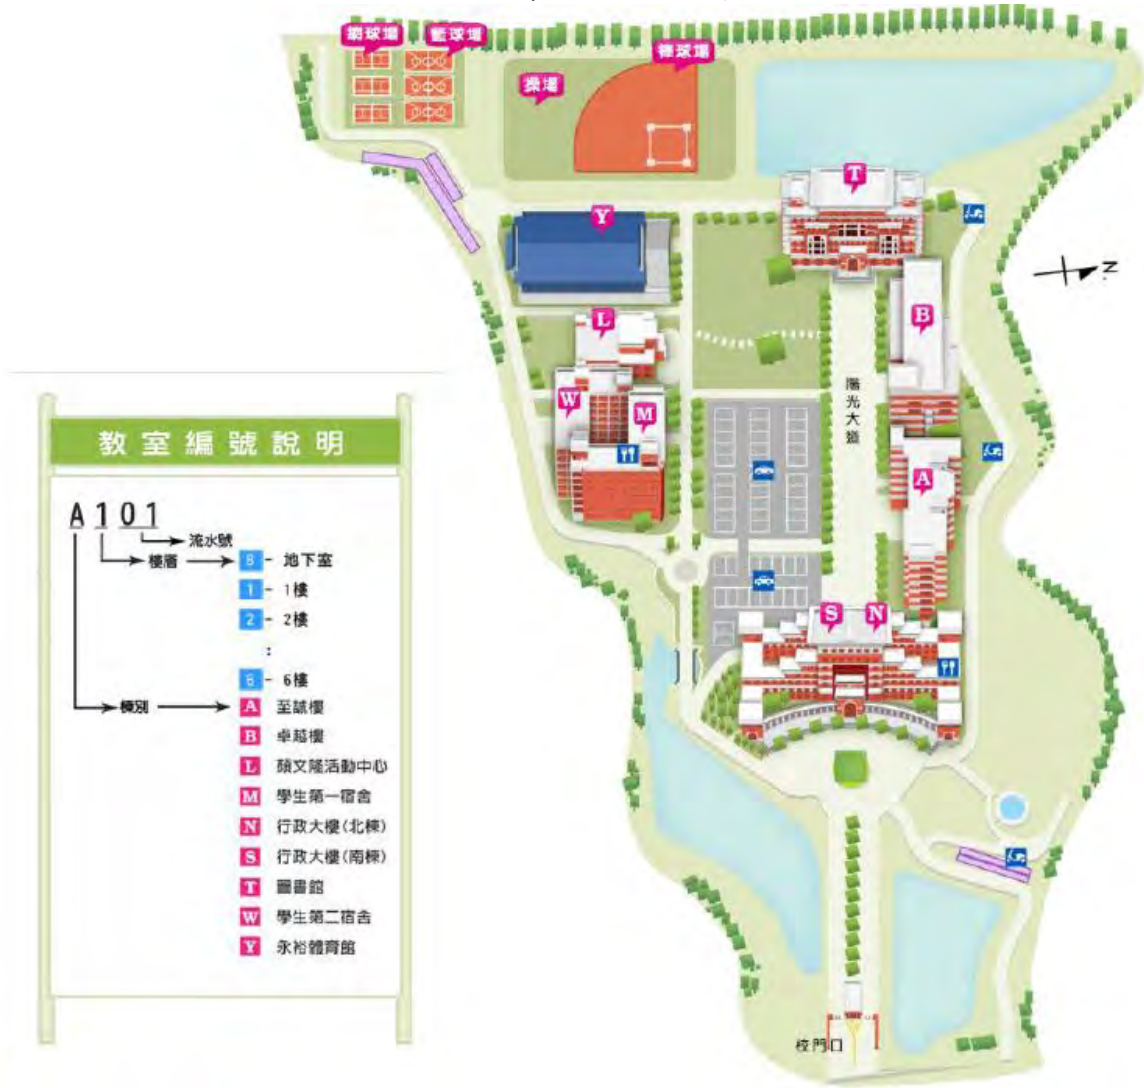 網球場
籃球場
棒球場
操場
T
Y
N
B
L
W
M
陽光大道
A
S
N
校門口
教室編號說明
A101
流水號
樓層
B - 地下室
1 - 1樓
2 - 2樓
:
6 - 6樓
棟別
A 至誠樓
B 卓越樓
L 顏文隆活動中心
M 學生第一宿舍
N 行政大樓(北棟)
S 行政大樓(南棟)
T 圖書館
W 學生第二宿舍
Y 永裕體育館